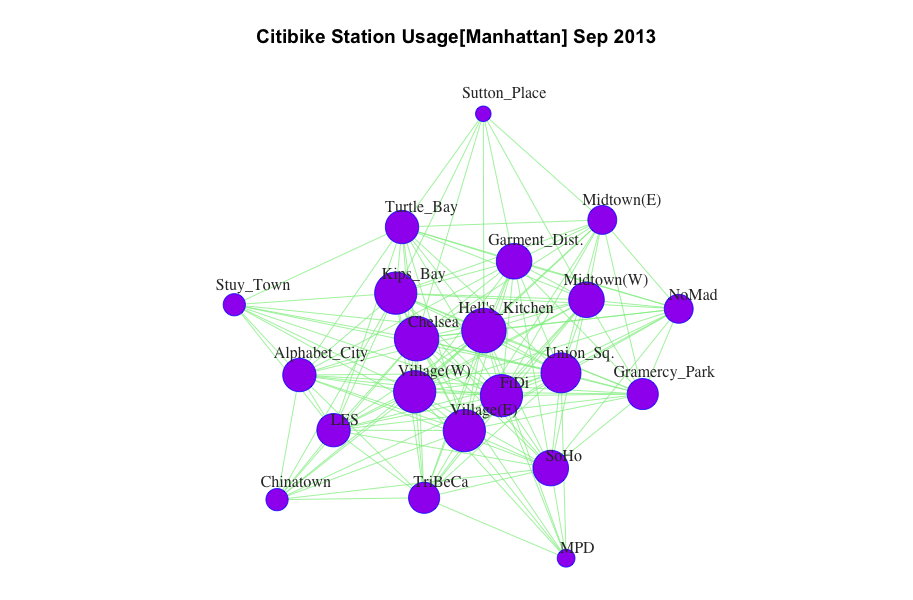 Citibike Station Usage[Manhattan] Sep 2013
Sutton_Place
Midtown(E)
Turtle_Bay
Garment_Dist.
Kips_Bay
Midtown(W)
Stuy_Town
NoMad
Hell's_Kitchen
Chelsea
Alphabet_City
Union_Sq.
Village(W)
Gramercy_Park
FiDi
Village(E)
LES
SoHo
Chinatown
TriBeCa
MPD